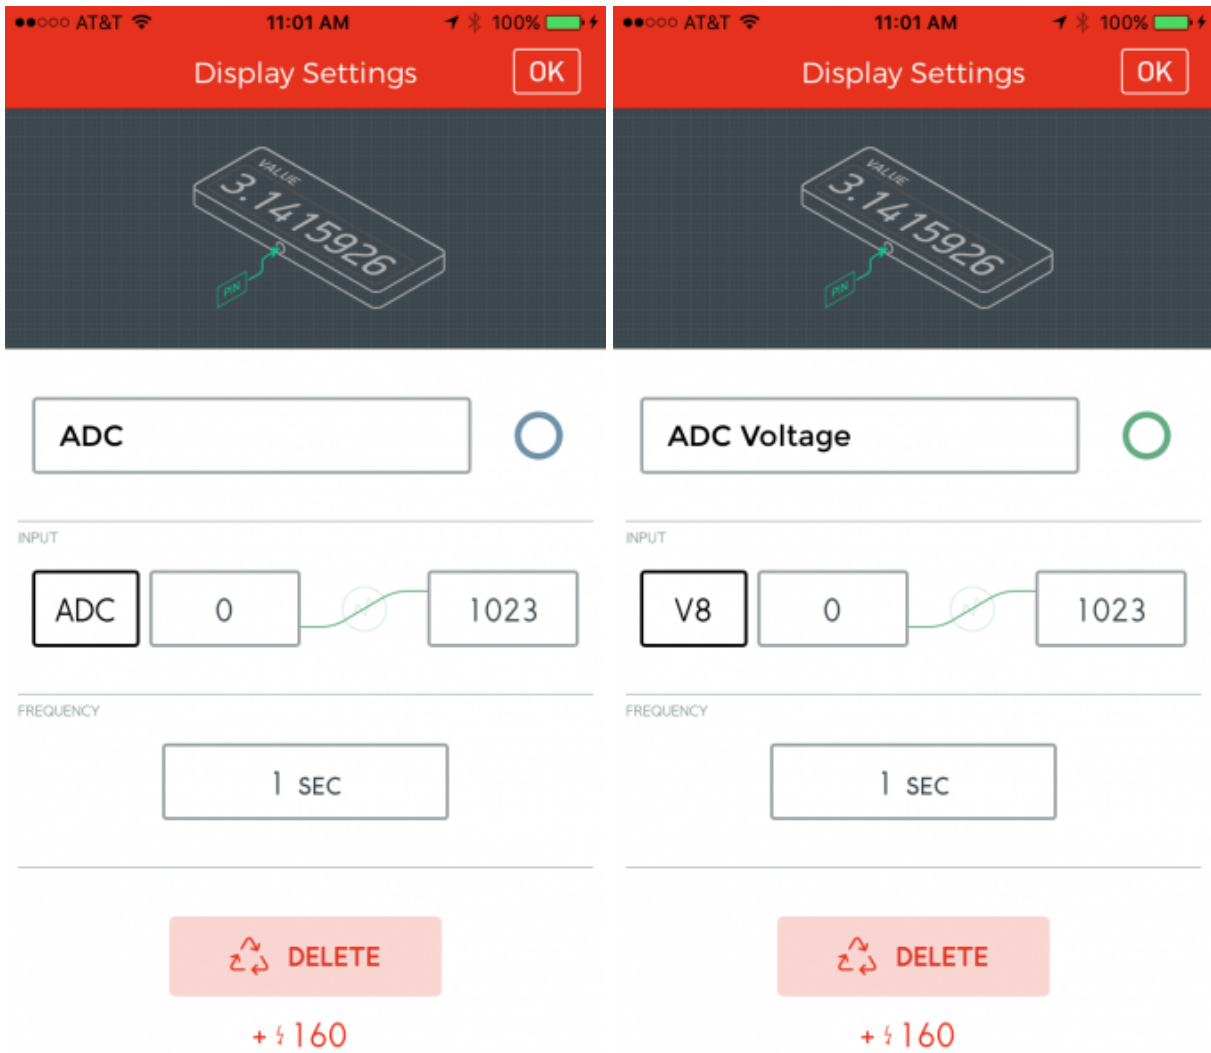 AT&T 11:01 AM 100%
Display Settings OK
VALUE
3.1415926
PIN
ADC
INPUT
ADC 0 1023
FREQUENCY
1 SEC
DELETE
+ 160
AT&T 11:01 AM 100%
Display Settings OK
VALUE
3.1415926
PIN
ADC Voltage
INPUT
V8 0 1023
FREQUENCY
1 SEC
DELETE
+ 160